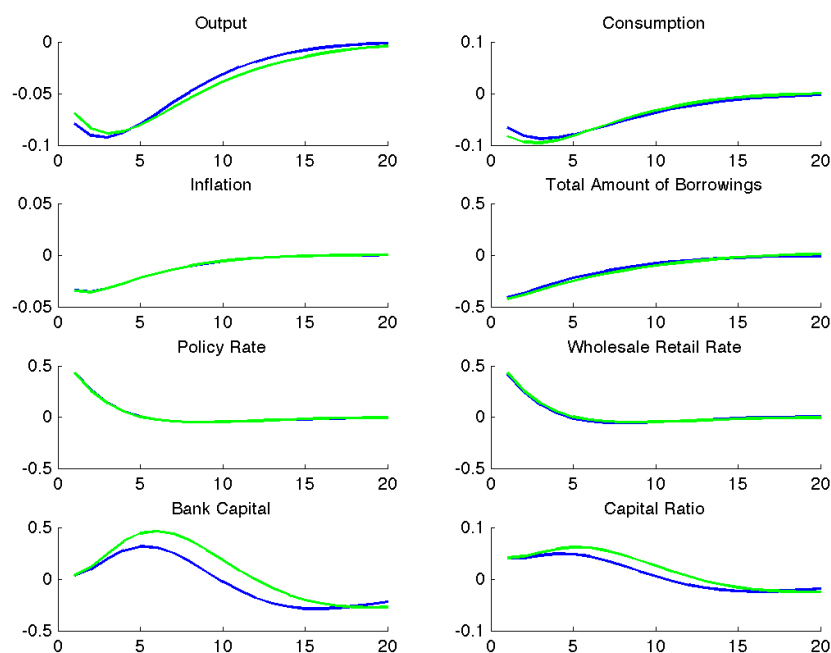 Output
0
-0.05
-0.1
0 5 10 15 20
Consumption
0.1
0
-0.1
0 5 10 15 20
Inflation
0.05
0
-0.05
0 5 10 15 20
Total Amount of Borrowings
0.5
0
-0.5
0 5 10 15 20
Policy Rate
0.5
0
-0.5
0 5 10 15 20
Wholesale Retail Rate
0.5
0
-0.5
0 5 10 15 20
Bank Capital
0.5
0
-0.5
0 5 10 15 20
Capital Ratio
0.1
0
-0.1
0 5 10 15 20